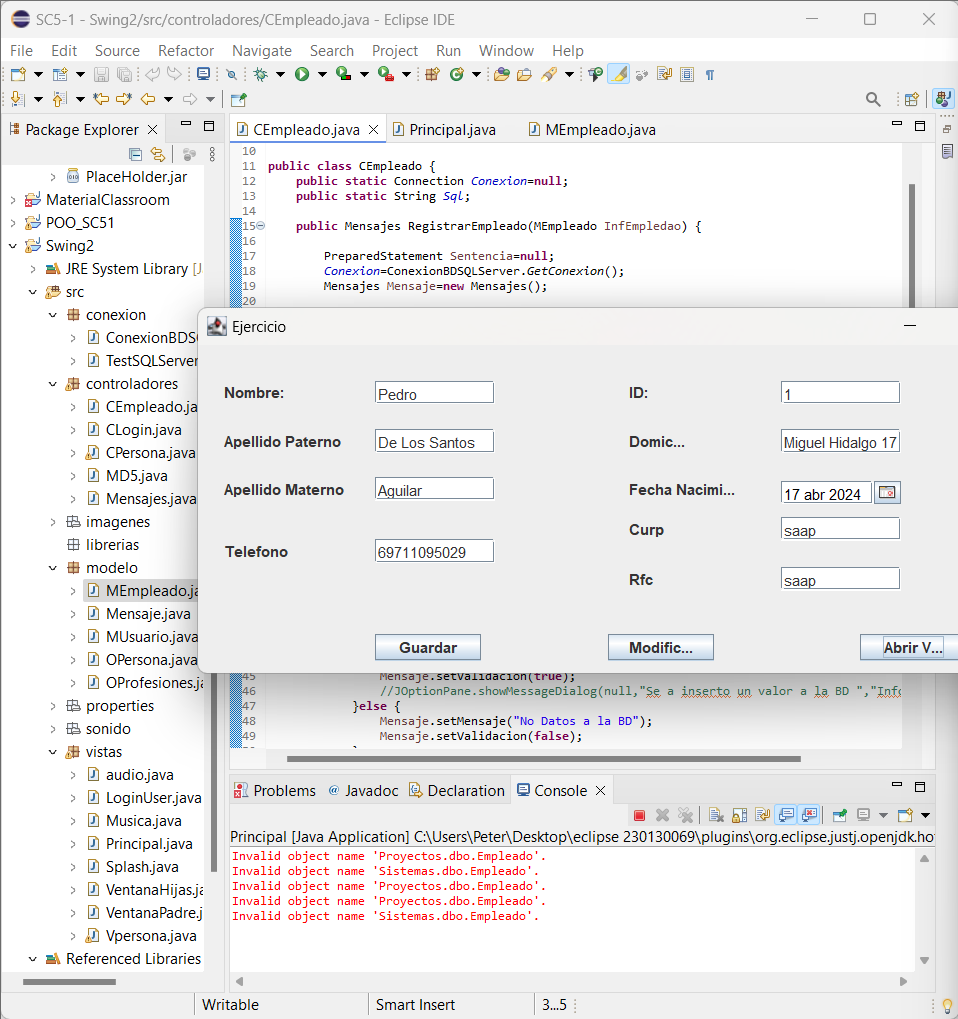 SC5-1 - Swing2/src/controladores/CEmpleado.java - Eclipse IDE
File Edit Source Refactor Navigate Search Project Run Window Help
Package Explorer
CEmpleado.java Principal.java MEmpleado.java
PlaceHolder.jar
MaterialClassroom
POO_SC51
Swing2
JRE System Library [J
src
conexion
ConexionBDS
TestSQLServer
controladores
CEmpleado.ja
CLogin.java
CPersona.java
MD5.java
Mensajes.java
imagenes
librerias
modelo
MEmpleado.ja
Mensaje.java
MUsuario.java
OPersona.java
OProfesiones.j
properties
sonido
vistas
audio.java
LoginUser.java
Musica.java
Principal.java
Splash.java
VentanaHijas.ja
VentanaPadre.j
Vpersona.java
Referenced Libraries
10
11 public class CEmpleado {
12 public static Connection Conexion=null;
13 public static String Sql;
14
15 public Mensajes RegistrarEmpleado(MEmpleado InfEmpledao) {
16
17 PreparedStatement Sentencia=null;
18 Conexion=ConexionBDSQLServer.GetConexion();
19 Mensajes Mensaje=new Mensajes();
20
Ejercicio
Nombre: Pedro ID: 1
Apellido Paterno De Los Santos Domic... Miguel Hidalgo 17
Apellido Materno Aguilar Fecha Nacimi... 17 abr 2024
Curp saap
Telefono 69711095029
Rfc saap
Guardar Modific... Abrir V...
45 Mensaje.setValidacion(true);
46 //JOptionPane.showMessageDialog(null,"Se a inserto un valor a la BD ","Info
47 }else {
48 Mensaje.setMensaje("No Datos a la BD");
49 Mensaje.setValidacion(false);
Problems Javadoc Declaration Console
Principal [Java Application] C:\Users\Peter\Desktop\eclipse 230130069\plugins\org.eclipse.justj.openjdk.ho
Invalid object name 'Proyectos.dbo.Empleado'.
Invalid object name 'Sistemas.dbo.Empleado'.
Invalid object name 'Proyectos.dbo.Empleado'.
Invalid object name 'Proyectos.dbo.Empleado'.
Invalid object name 'Sistemas.dbo.Empleado'.
Writable Smart Insert 3...5